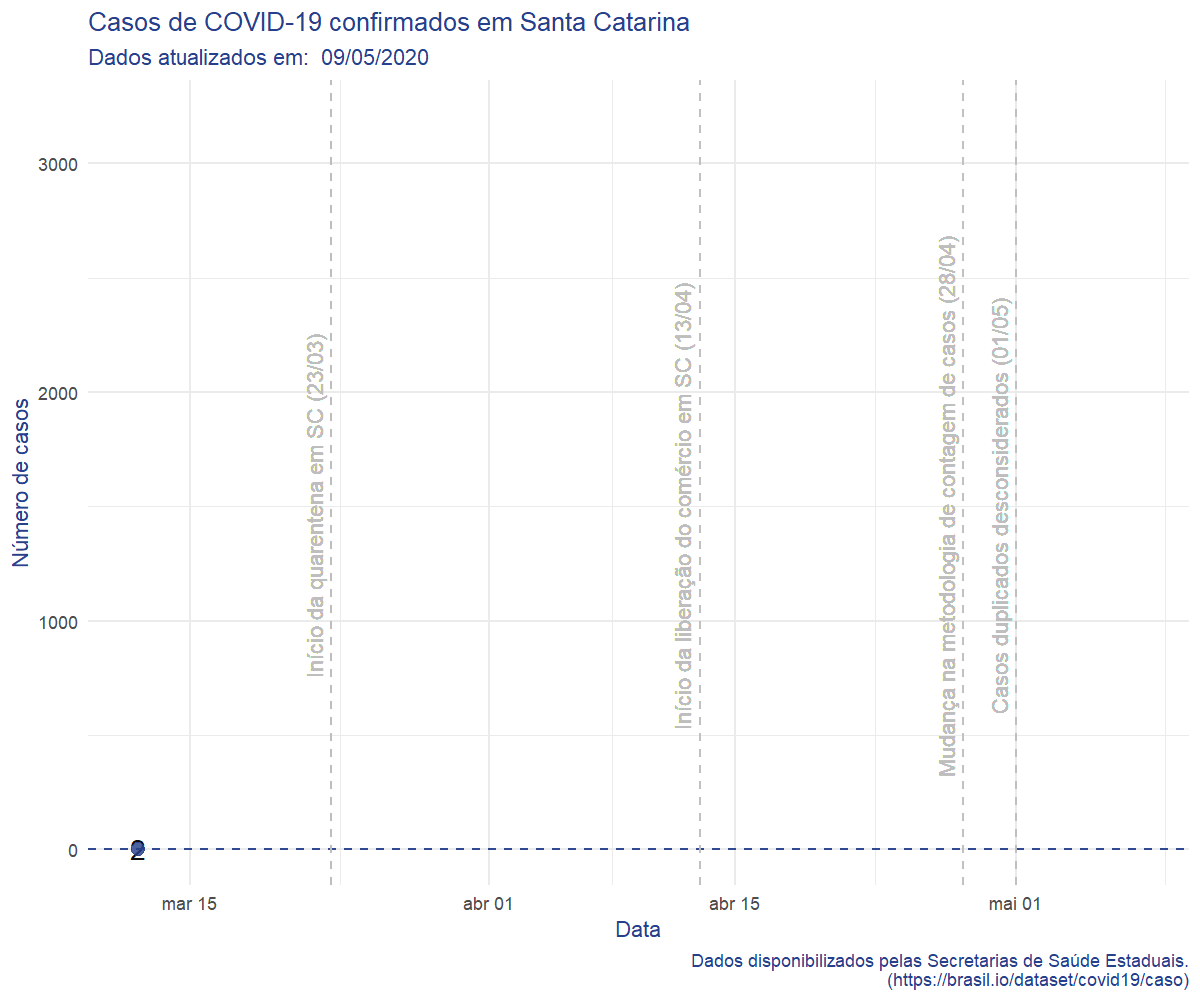 Casos de COVID-19 confirmados em Santa Catarina
Dados atualizados em:  09/05/2020
Número de casos
3000
2000
1000
0
Início da quarentena em SC (23/03)
Início da liberação do comércio em SC (13/04)
Mudança na metodologia de contagem de casos (28/04)
Casos duplicados desconsiderados (01/05)
2
mar 15
abr 01
abr 15
mai 01
Data
Dados disponibilizados pelas Secretarias de Saúde Estaduais.
(https://brasil.io/dataset/covid19/caso)